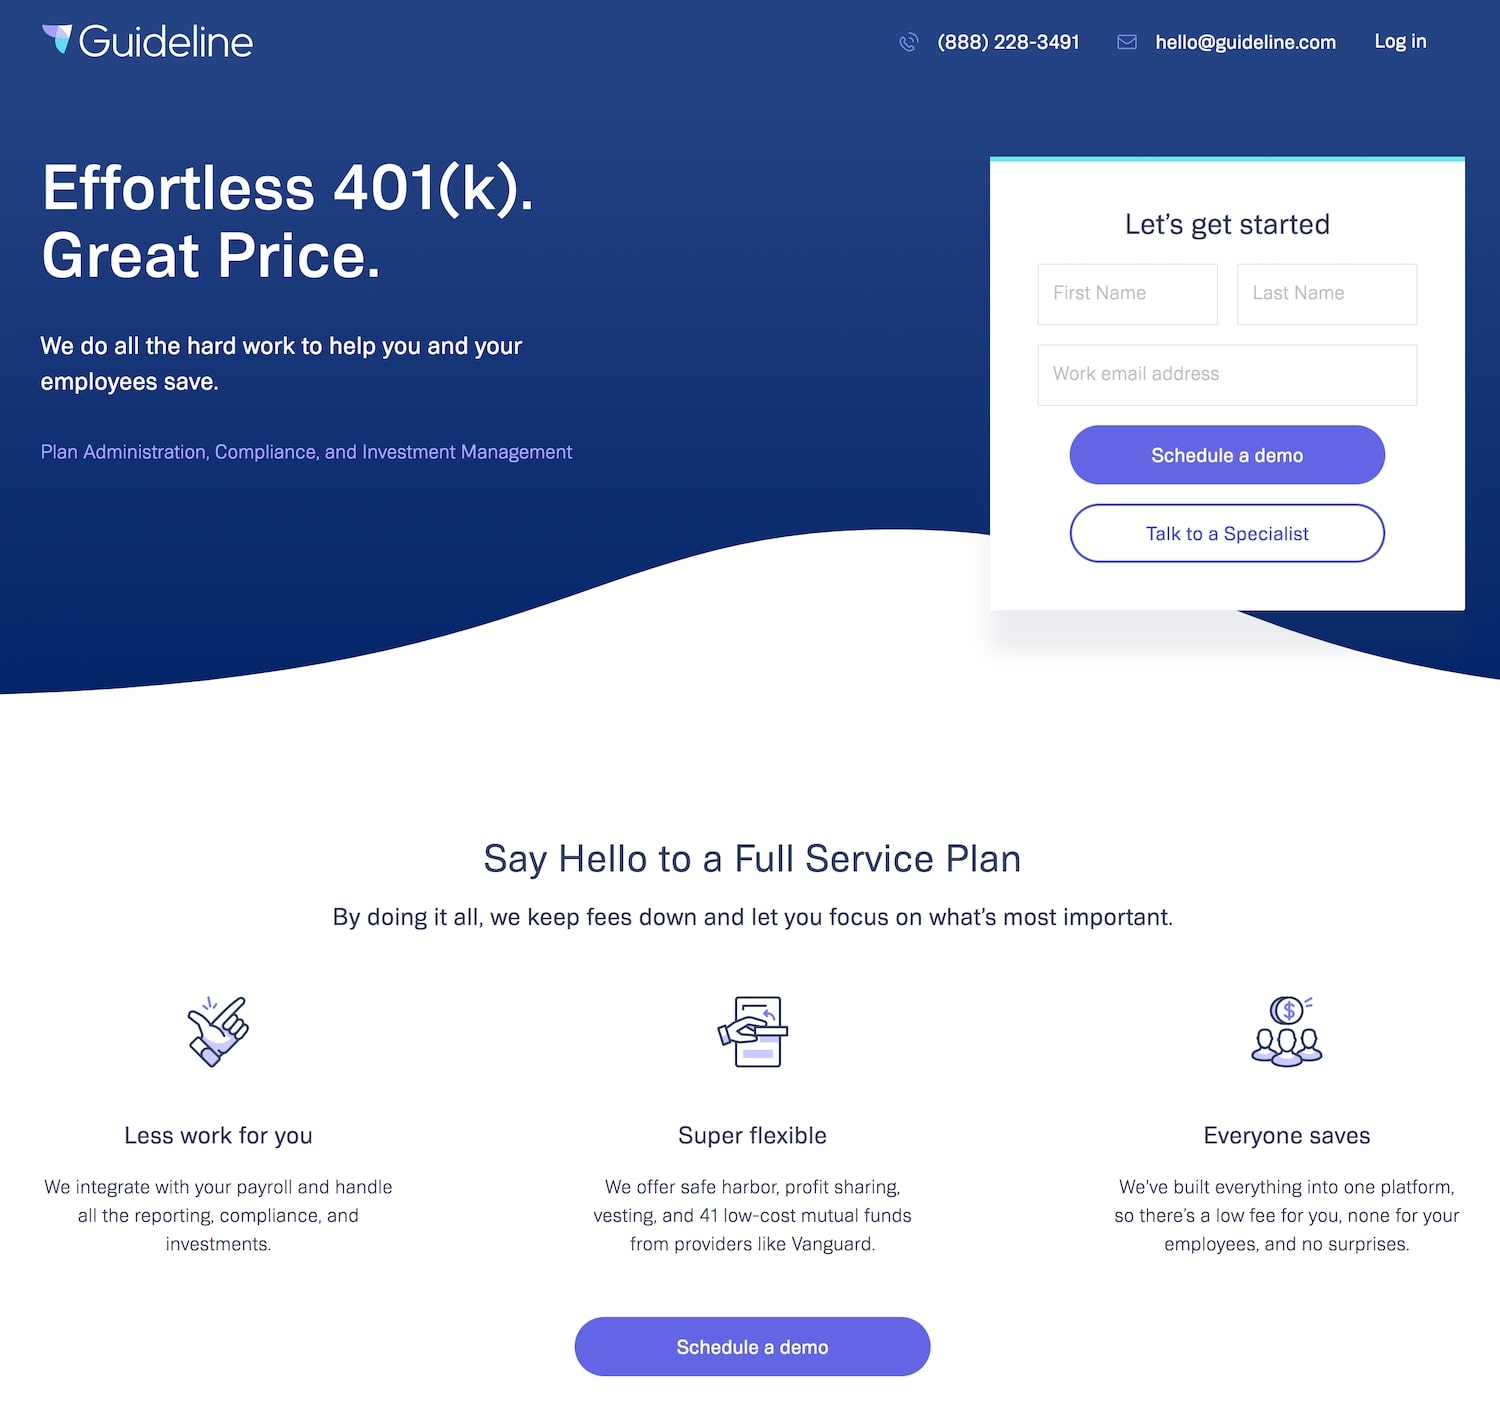 Guideline
(888) 228-3491
hello@guideline.com
Log in
Effortless 401(k).
Great Price.
We do all the hard work to help you and your
employees save.
Plan Administration, Compliance, and Investment Management
Let’s get started
First Name
Last Name
Work email address
Schedule a demo
Talk to a Specialist
Say Hello to a Full Service Plan
By doing it all, we keep fees down and let you focus on what’s most important.
Less work for you
We integrate with your payroll and handle
all the reporting, compliance, and
investments.
Super flexible
We offer safe harbor, profit sharing,
vesting, and 41 low-cost mutual funds
from providers like Vanguard.
$
Everyone saves
We've built everything into one platform,
so there’s a low fee for you, none for your
employees, and no surprises.
Schedule a demo